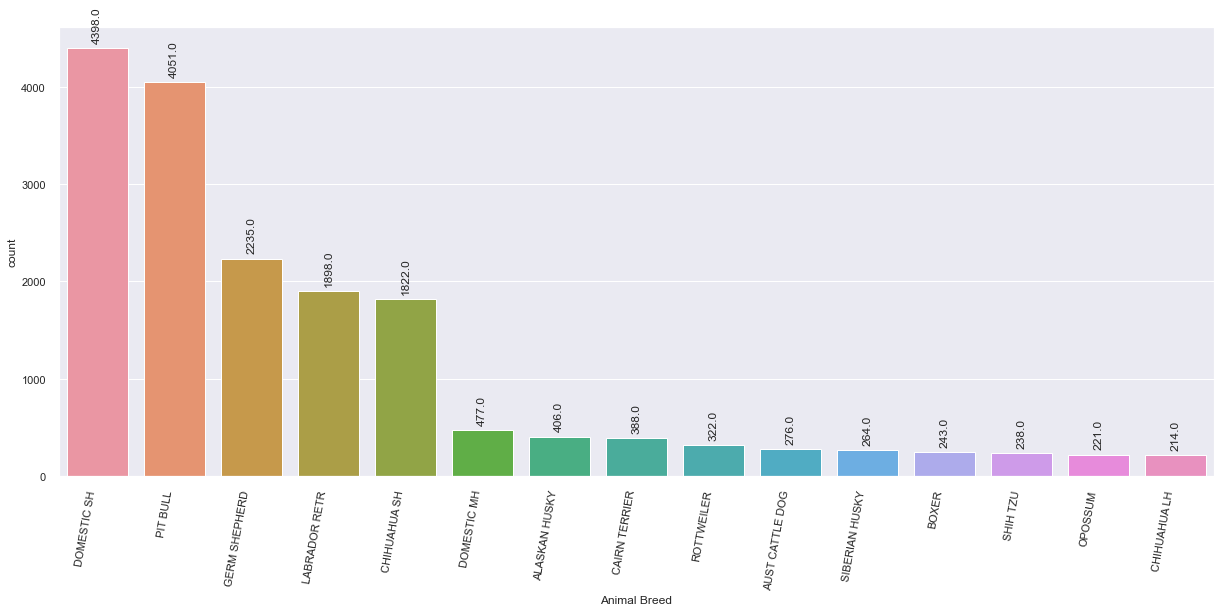 4398.0
4051.0
2235.0
1898.0
1822.0
477.0
406.0
388.0
322.0
276.0
264.0
243.0
238.0
221.0
214.0
count
4000
3000
2000
1000
0
DOMESTIC SH
PIT BULL
GERM SHEPHERD
LABRADOR RETR
CHIHUAHUA SH
DOMESTIC MH
ALASKAN HUSKY
CAIRN TERRIER
ROTTWEILER
AUST CATTLE DOG
SIBERIAN HUSKY
BOXER
SHIH TZU
OPOSSUM
CHIHUAHUA LH
Animal Breed